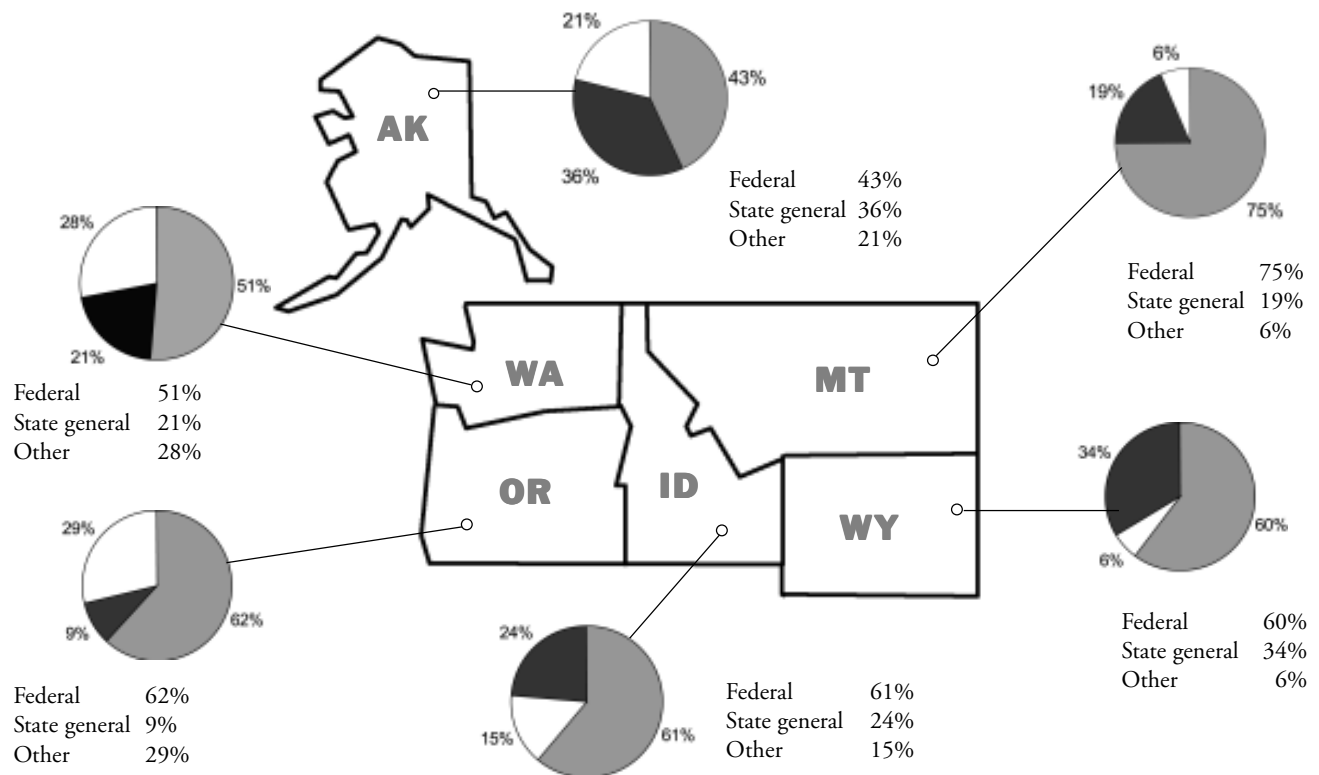 21%
43%
36%
AK
Federal 43%
State general 36%
Other 21%
6%
19%
75%
Federal 75%
State general 19%
Other 6%
28%
51%
21%
Federal 51%
State general 21%
Other 28%
WA
MT
OR
ID
WY
34%
60%
6%
Federal 60%
State general 34%
Other 6%
29%
62%
9%
Federal 62%
State general 9%
Other 29%
24%
61%
15%
Federal 61%
State general 24%
Other 15%